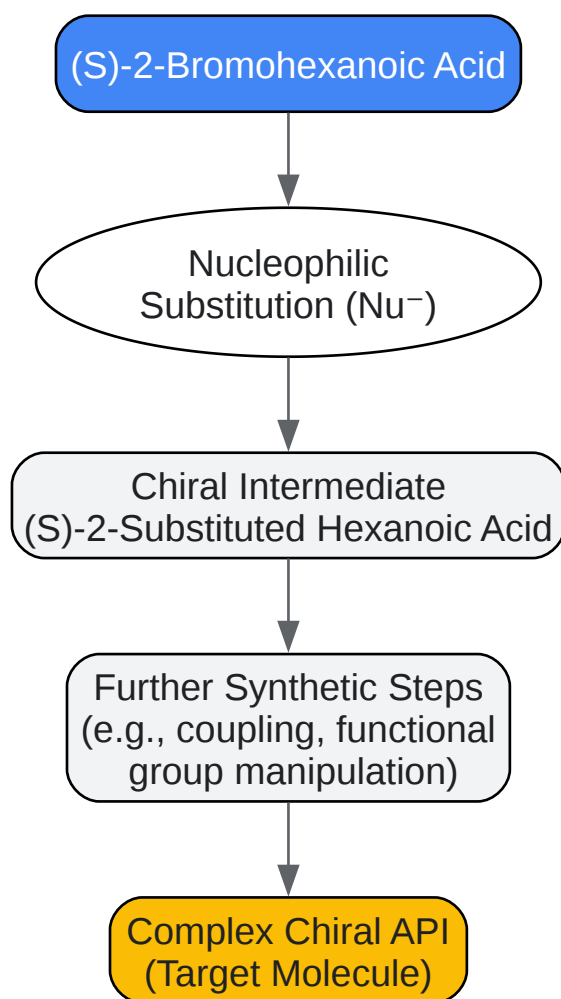 (S)-2-Bromohexanoic Acid
Nucleophilic
Substitution (Nu⁻)
Chiral Intermediate
(S)-2-Substituted Hexanoic Acid
Further Synthetic Steps
(e.g., coupling, functional
group manipulation)
Complex Chiral API
(Target Molecule)